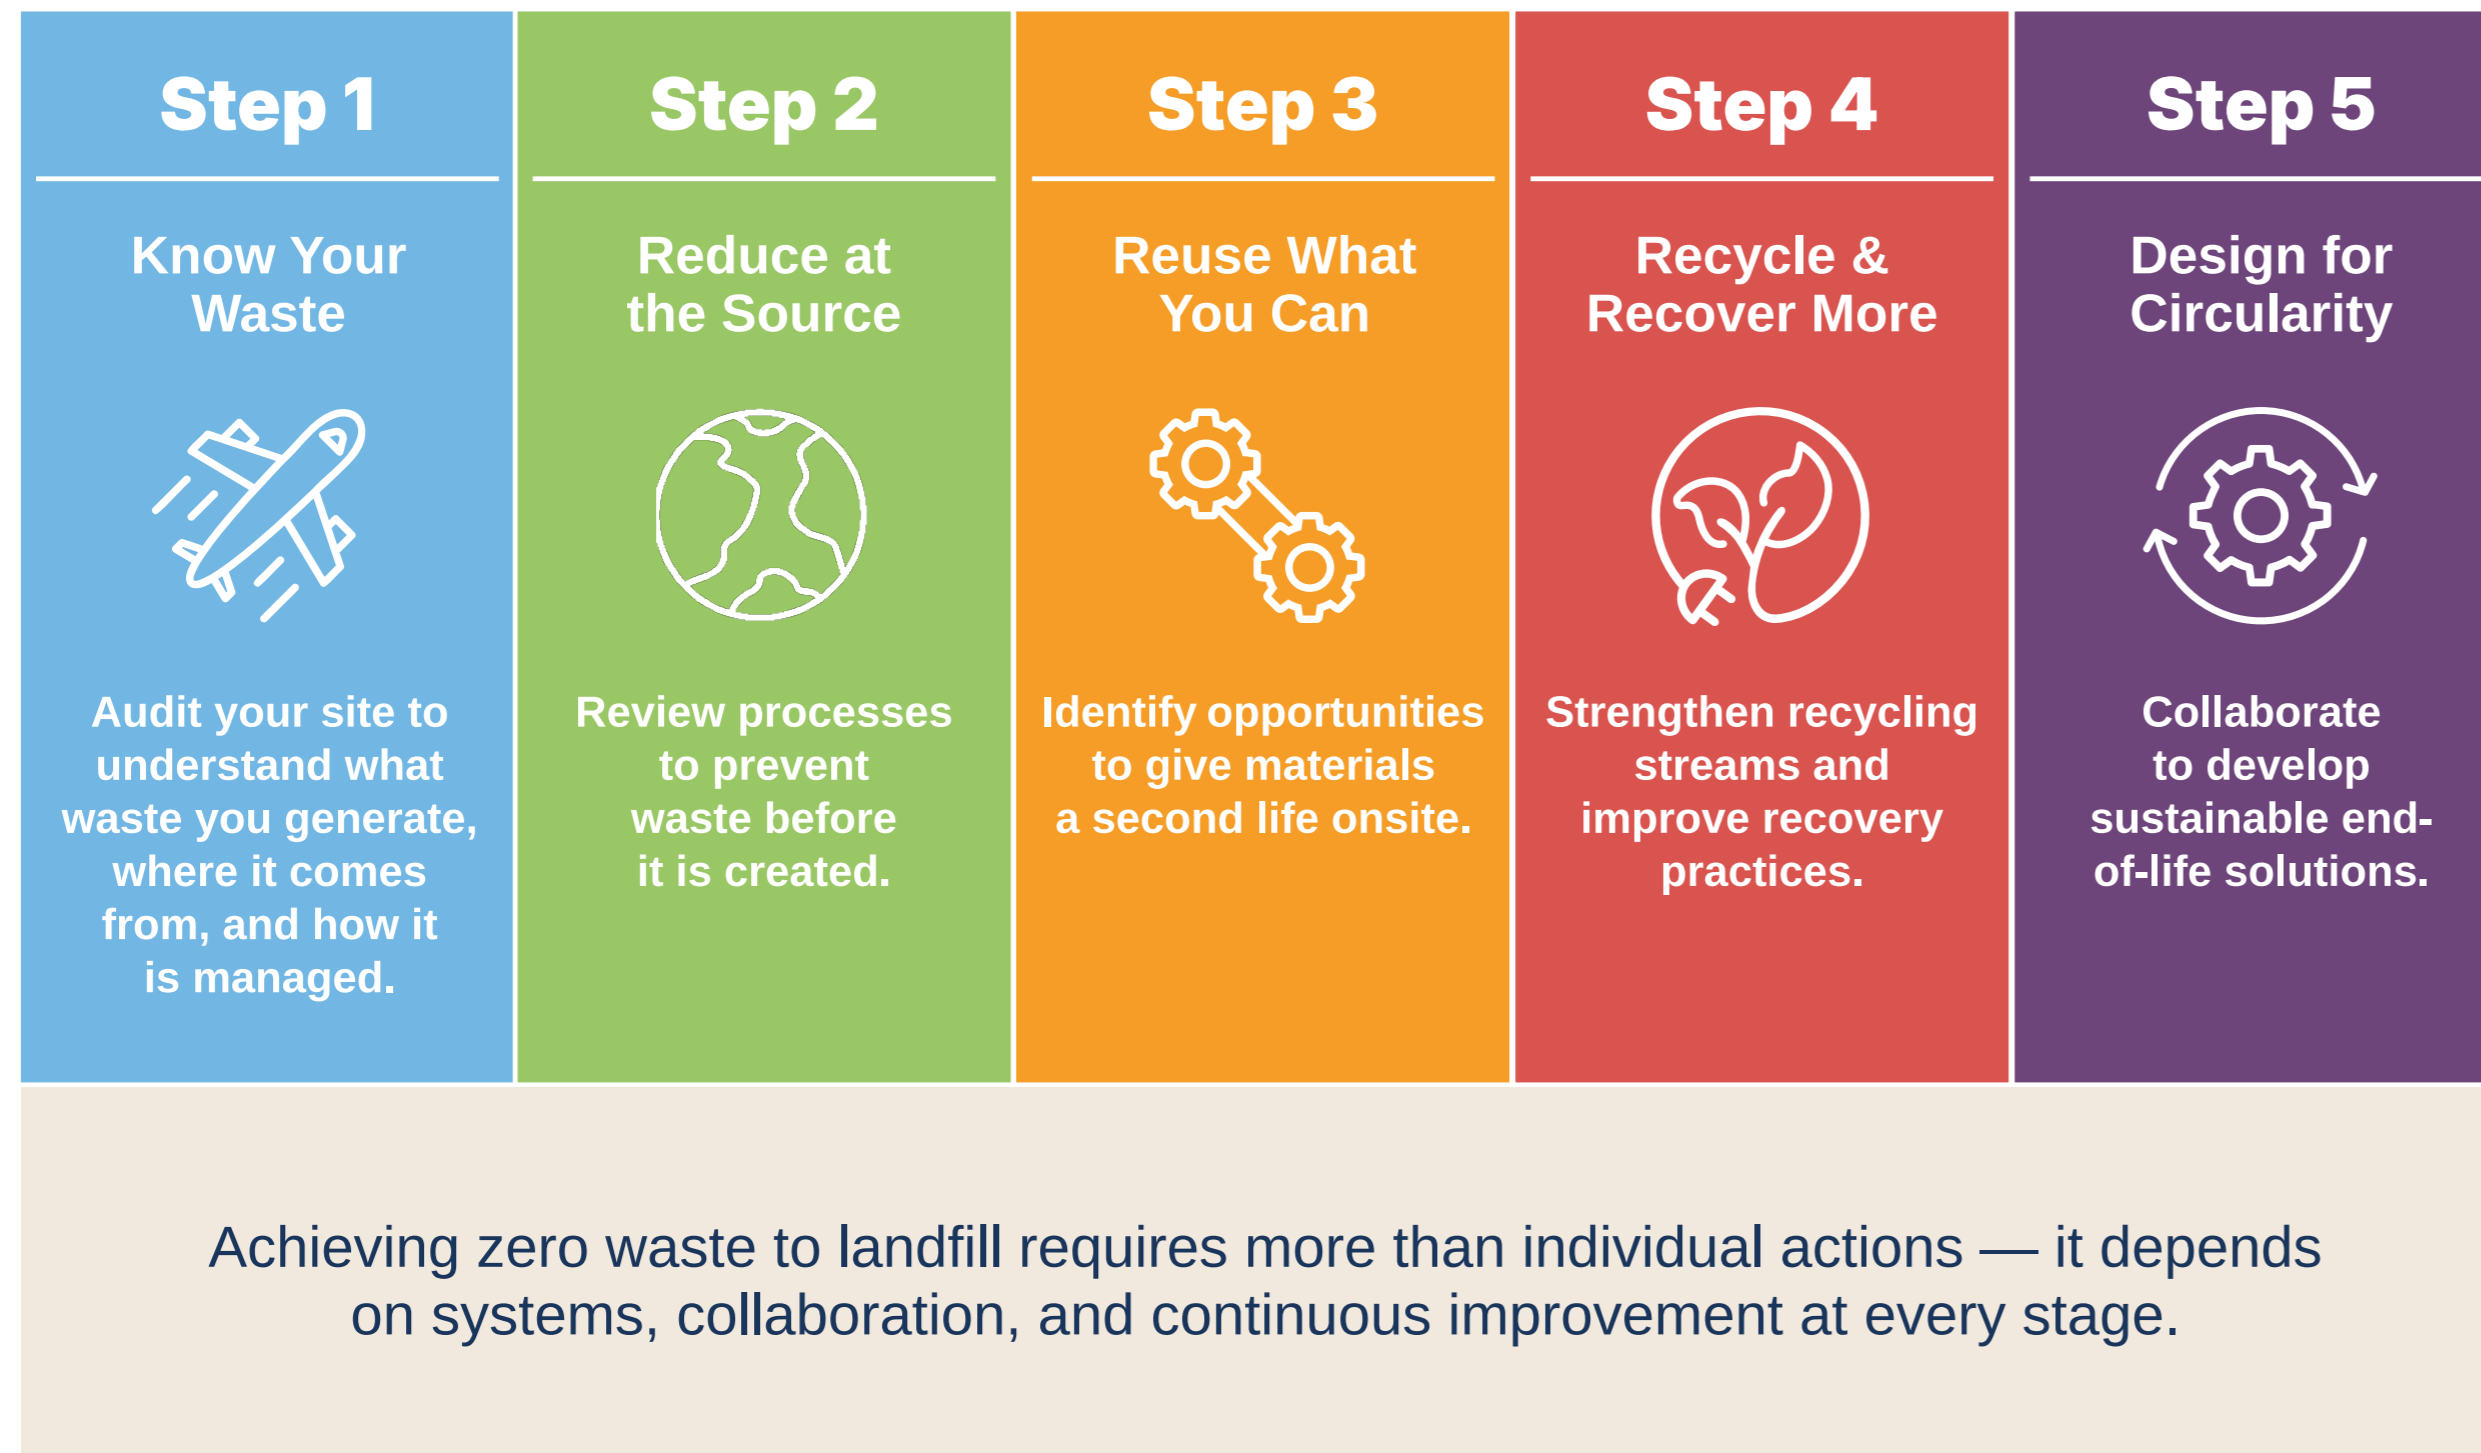 Step 1
Know Your
Waste
Audit your site to
understand what
waste you generate,
where it comes
from, and how it
is managed.
Step 2
Reduce at
the Source
Review processes
to prevent
waste before
it is created.
Step 3
Reuse What
You Can
Identify opportunities
to give materials
a second life onsite.
Step 4
Recycle &
Recover More
Strengthen recycling
streams and
improve recovery
practices.
Step 5
Design for
Circularity
Collaborate
to develop
sustainable end-
of-life solutions.
Achieving zero waste to landfill requires more than individual actions — it depends
on systems, collaboration, and continuous improvement at every stage.